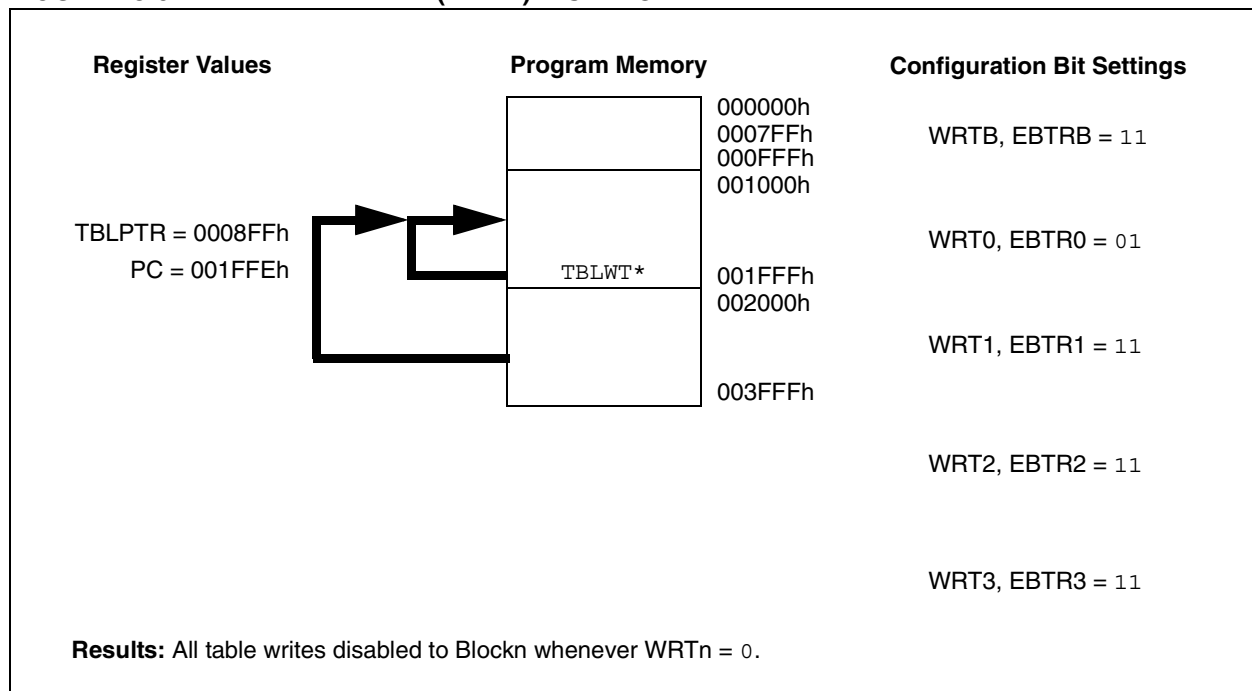 Register Values
Program Memory
Configuration Bit Settings
000000h
0007FFh
WRTB, EBTRB = 11
000FFFh
001000h
TBLPTR = 0008FFh
WRT0, EBTR0 = 01
PC = 001FFEh
TBLWT*
001FFFh
002000h
WRT1, EBTR1 = 11
003FFFh
WRT2, EBTR2 = 11
WRT3, EBTR3 = 11
Results: All table writes disabled to Blockn whenever WRTn = 0.